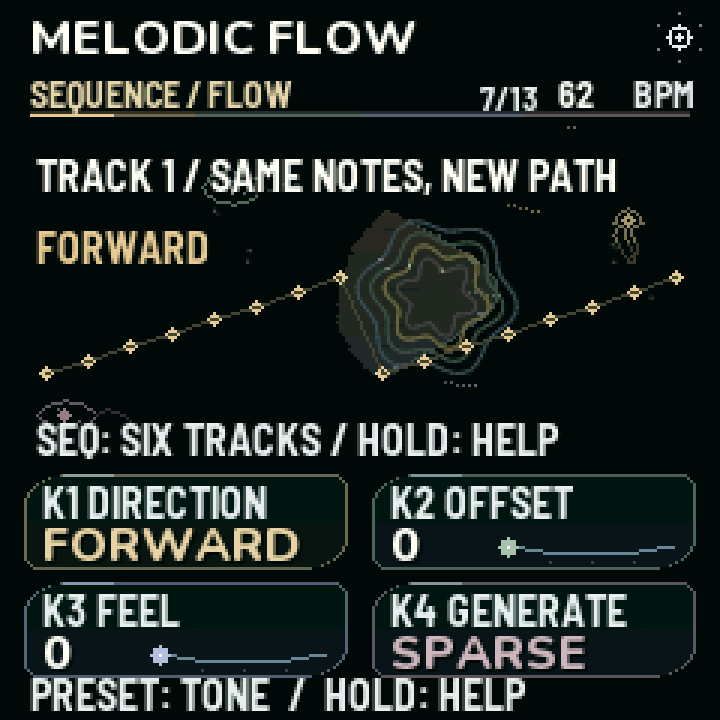 MELODIC FLOW
SEQUENCE / FLOW 7/13 62 BPM
TRACK 1 / SAME NOTES, NEW PATH
FORWARD
SEQ: SIX TRACKS / HOLD: HELP
K1 DIRECTION K2 OFFSET
FORWARD 0
K3 FEEL K4 GENERATE
0 SPARSE
PRESET: TONE / HOLD: HELP